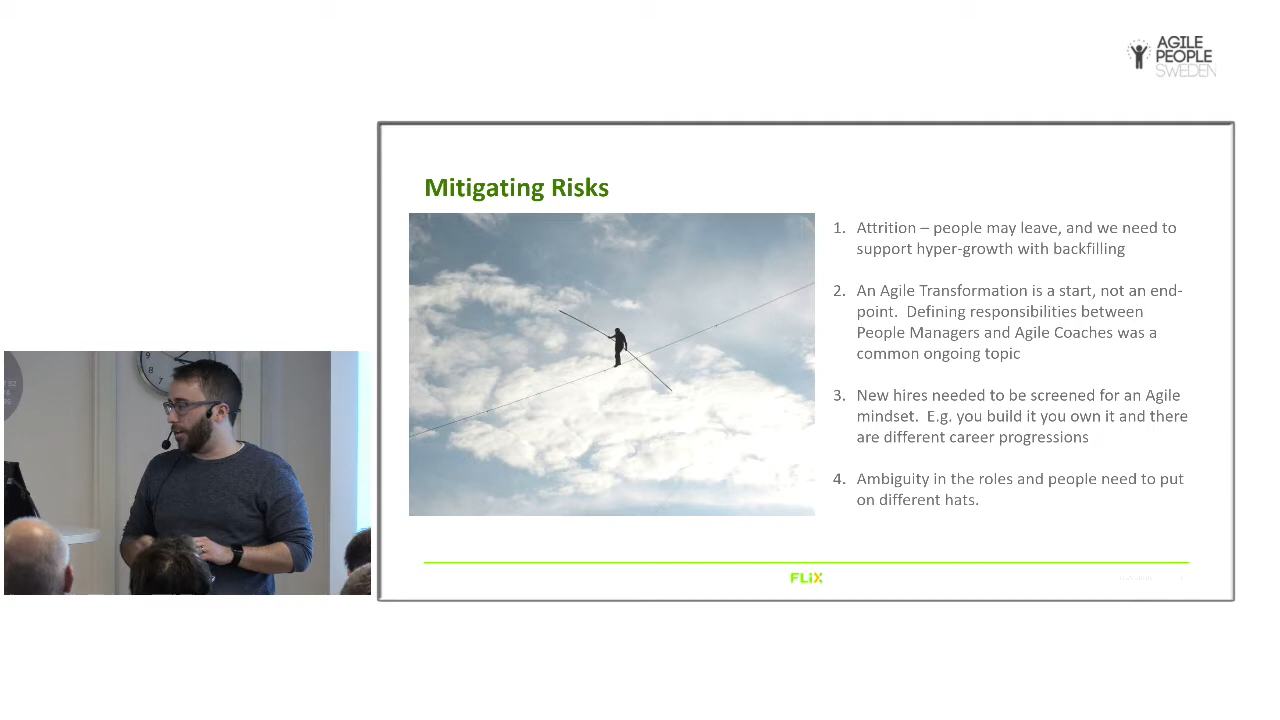 AGILE
PEOPLE
SWEDEN
Mitigating Risks
1. Attrition – people may leave, and we need to
support hyper-growth with backfilling
2. An Agile Transformation is a start, not an end-
point.  Defining responsibilities between
People Managers and Agile Coaches was a
common ongoing topic
3. New hires needed to be screened for an Agile
mindset.  E.g. you build it you own it and there
are different career progressions
4. Ambiguity in the roles and people need to put
on different hats.
FLiX